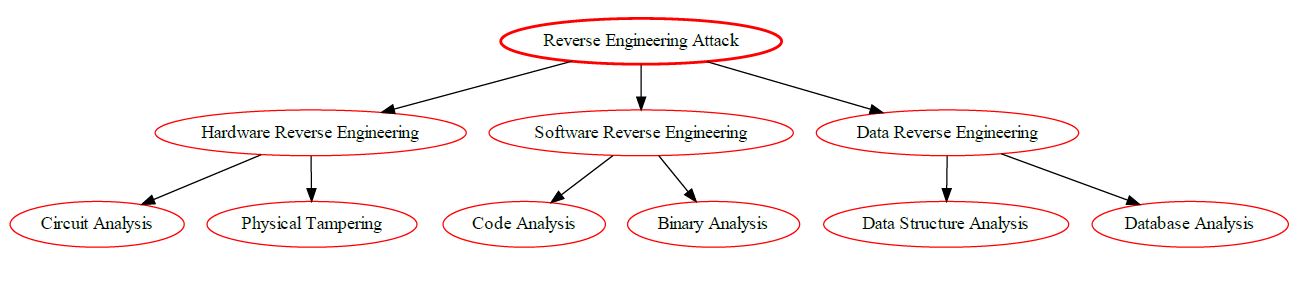 Reverse Engineering Attack
Hardware Reverse Engineering
Software Reverse Engineering
Data Reverse Engineering
Circuit Analysis
Physical Tampering
Code Analysis
Binary Analysis
Data Structure Analysis
Database Analysis